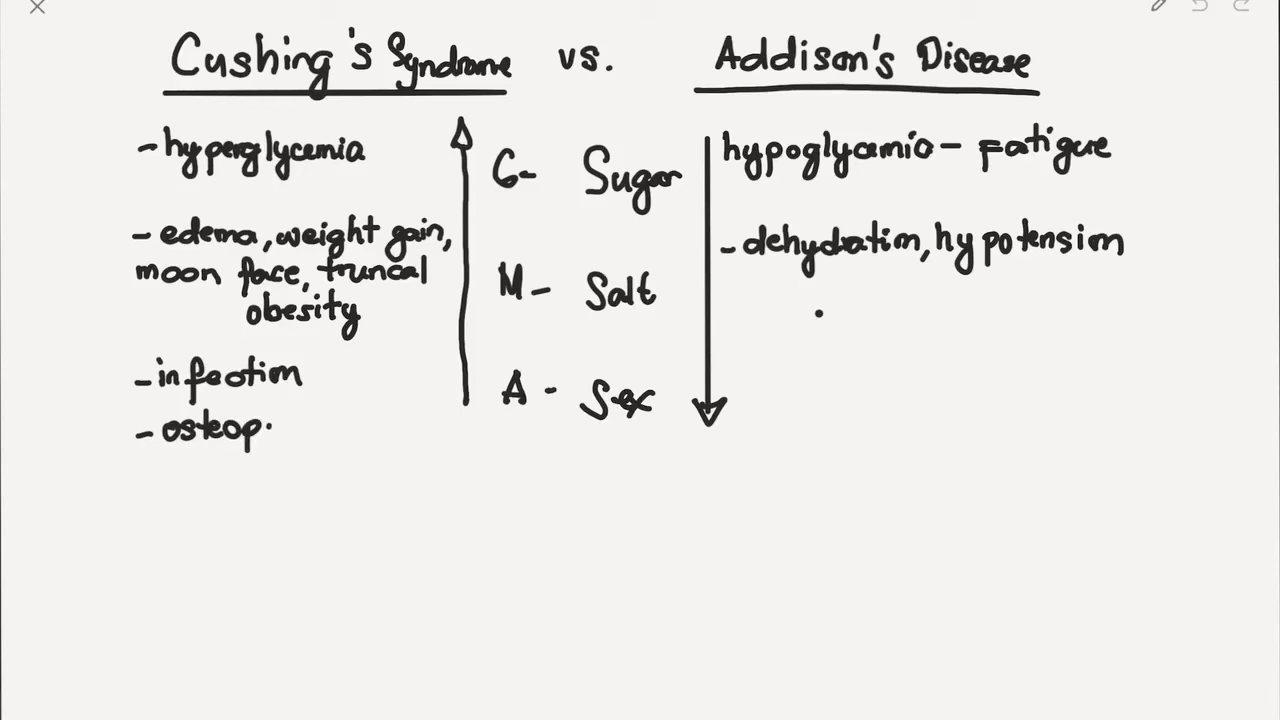 Cushing's Syndrome vs. Addison's Disease
- hyperglycemia
G- Sugar
hypoglycamia - fatigue
- edema, weight gain,
moon face, truncal
obesity
M - Salt
- dehydration, hypotension
- infection
- osteop.
A - Sex